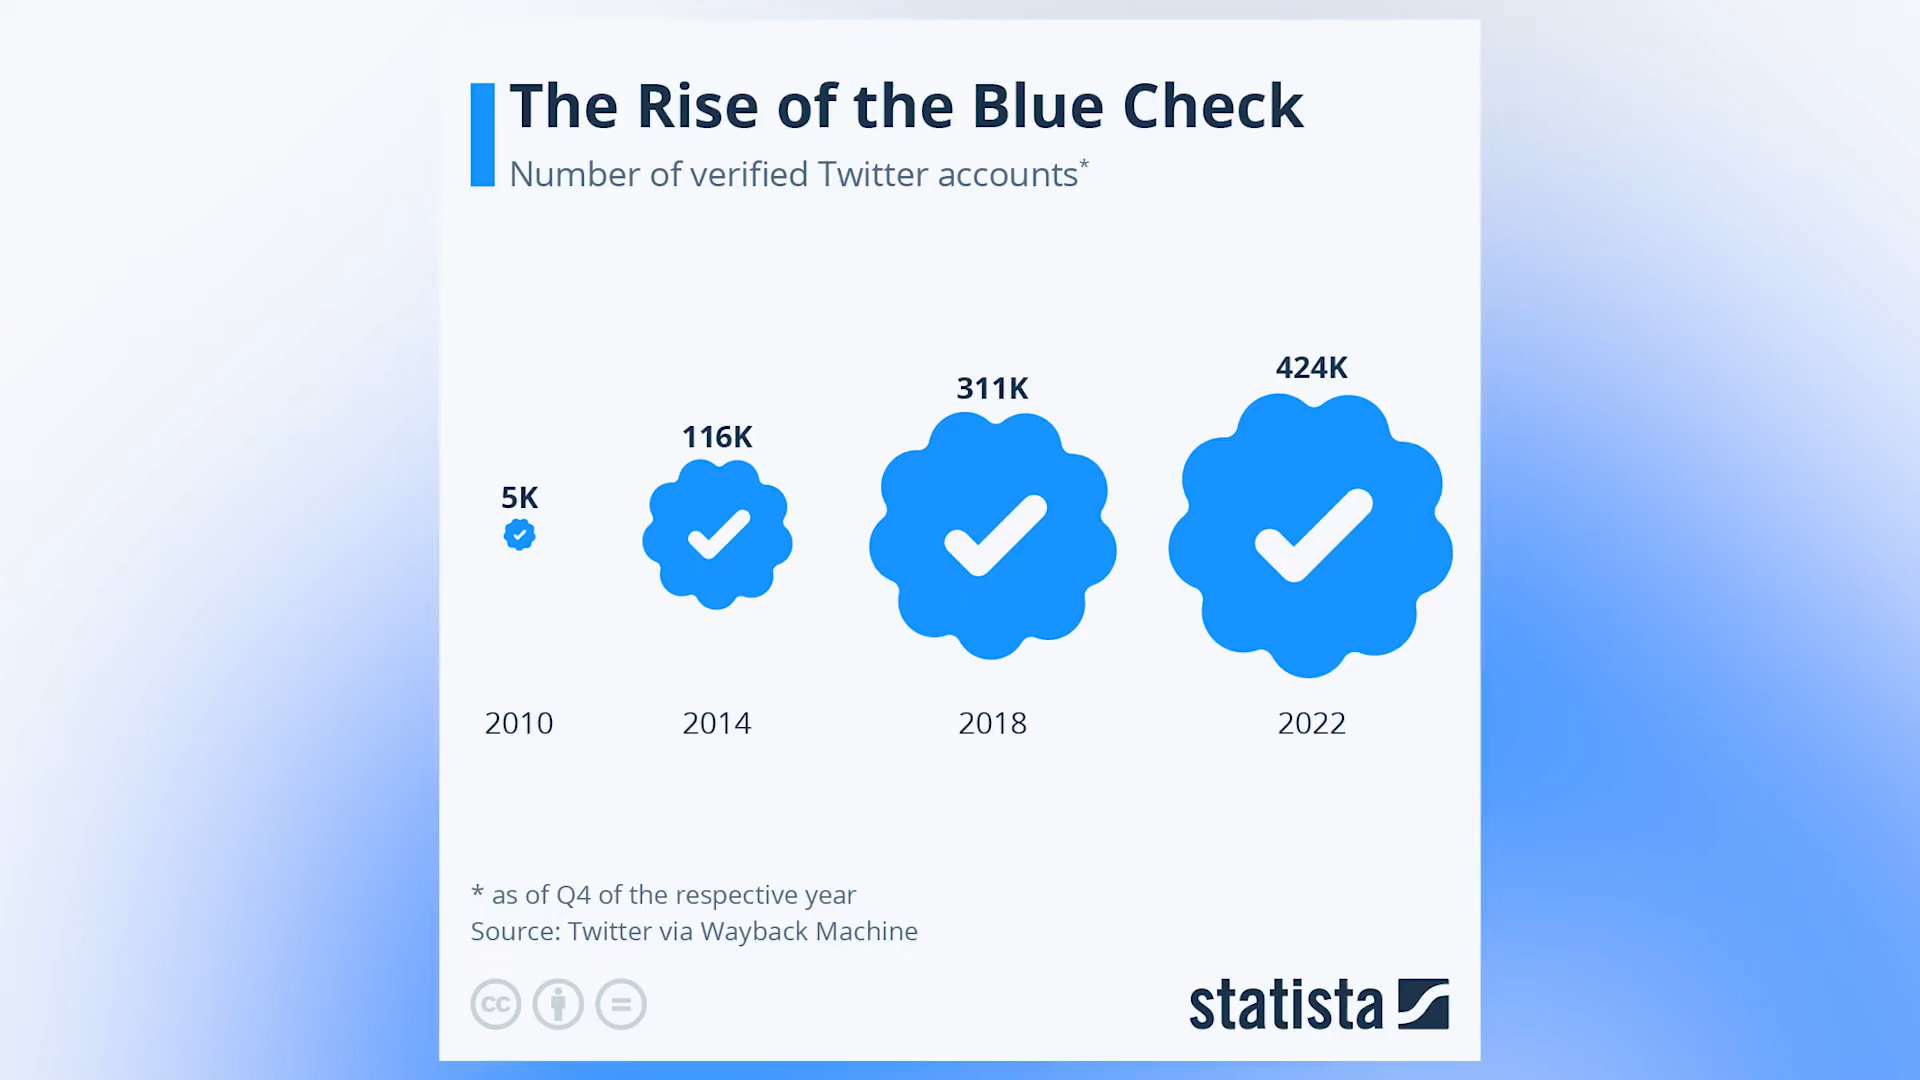 The Rise of the Blue Check
Number of verified Twitter accounts*
5K
116K
311K
424K
2010
2014
2018
2022
* as of Q4 of the respective year
Source: Twitter via Wayback Machine
cc
=
statista